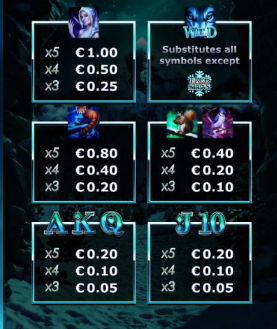 x5 €1.00
x4 €0.50
x3 €0.25
WILD
Substitutes all
symbols except
x5 €0.80
x4 €0.40
x3 €0.20
x5 €0.40
x4 €0.20
x3 €0.10
A K Q
x5 €0.20
x4 €0.10
x3 €0.05
J 10
x5 €0.20
x4 €0.10
x3 €0.05